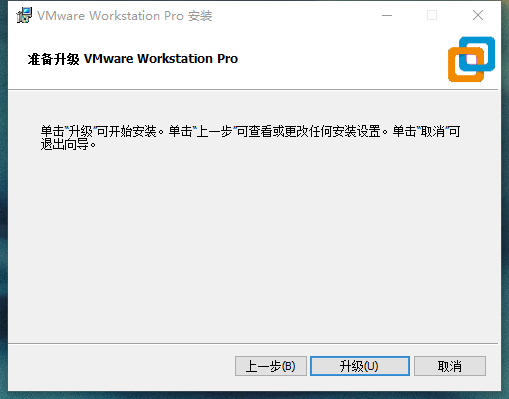 VMware Workstation Pro 安装
准备升级 VMware Workstation Pro
单击“升级”可开始安装。单击“上一步”可查看或更改任何安装设置。单击“取消”可
退出向导。
上一步(B) 升级(U) 取消